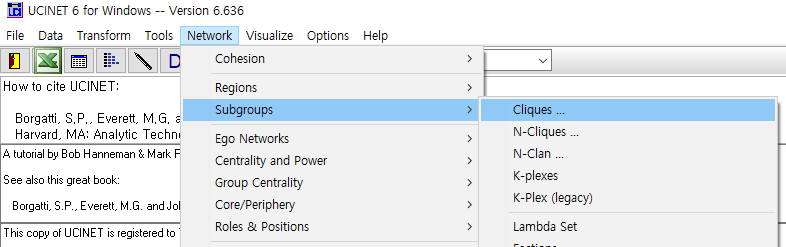 UCINET 6 for Windows -- Version 6.636
File Data Transform Tools Network Visualize Options Help
Cohesion
How to cite UCINET:
Regions
Subgroups
Cliques ...
Borgatti, S.P., Everett, M.G.
Harvard, MA: Analytic
N-Cliques ...
Ego Networks
N-Clan ...
A tutorial by Bob Hanneman & Mark
Centrality and Power
K-plexes
See also this great book:
Group Centrality
K-Plex (legacy)
Core/Periphery
Borgatti, S.P., Everett, M.G. and
Roles & Positions
Lambda Set
This copy of UCINET is registered to